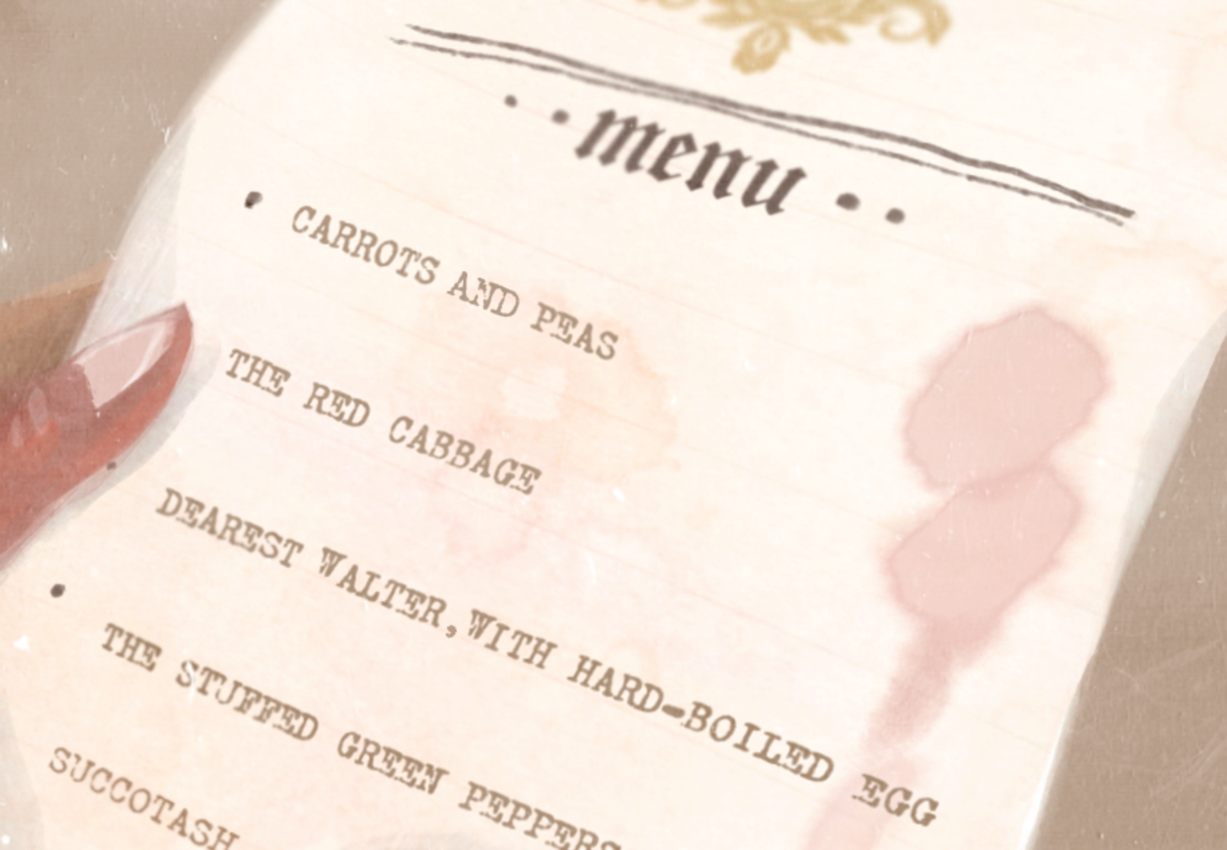 menu
CARROTS AND PEAS
THE RED CABBAGE
DEAREST WALTER, WITH HARD-BOILED EGG
THE STUFFED GREEN PEPPERS
SUCCOTASH